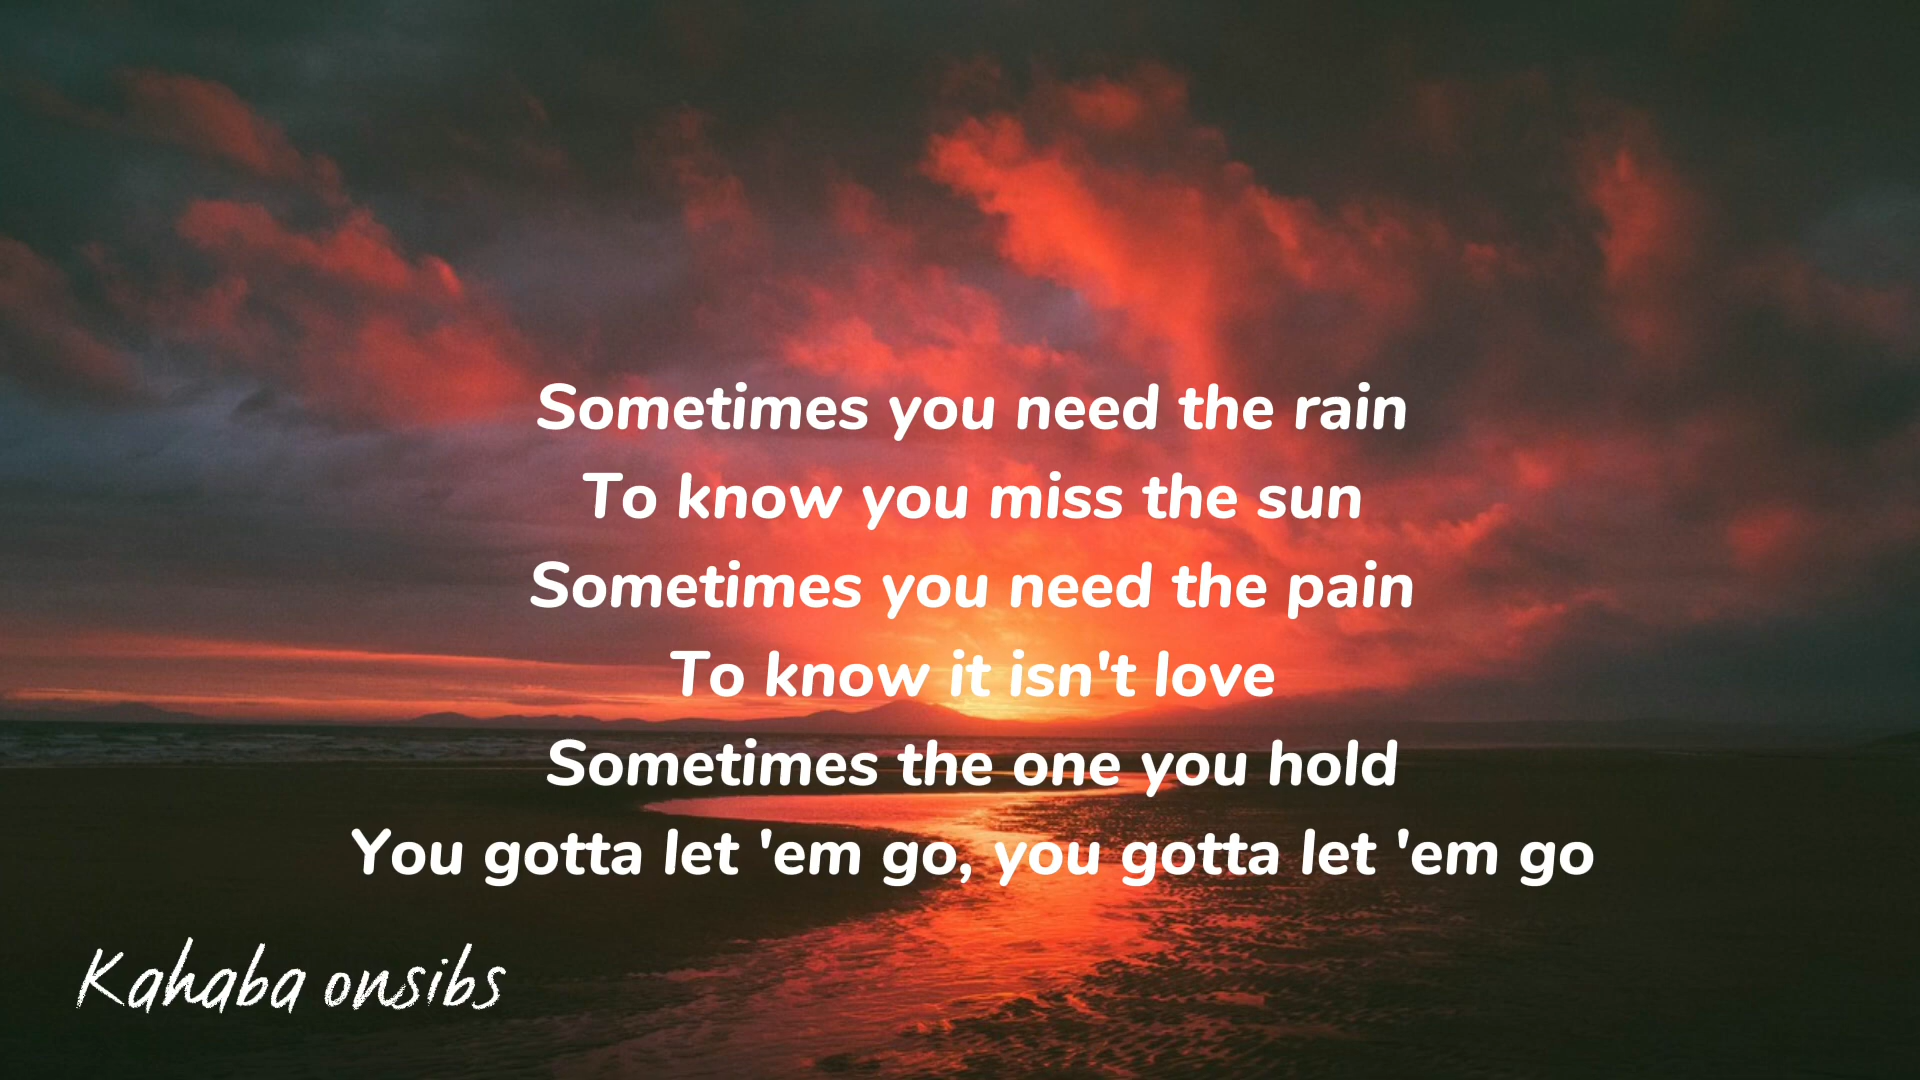 Sometimes you need the rain
To know you miss the sun
Sometimes you need the pain
To know it isn't love
Sometimes the one you hold
You gotta let 'em go, you gotta let 'em go
Kahaba onsibs